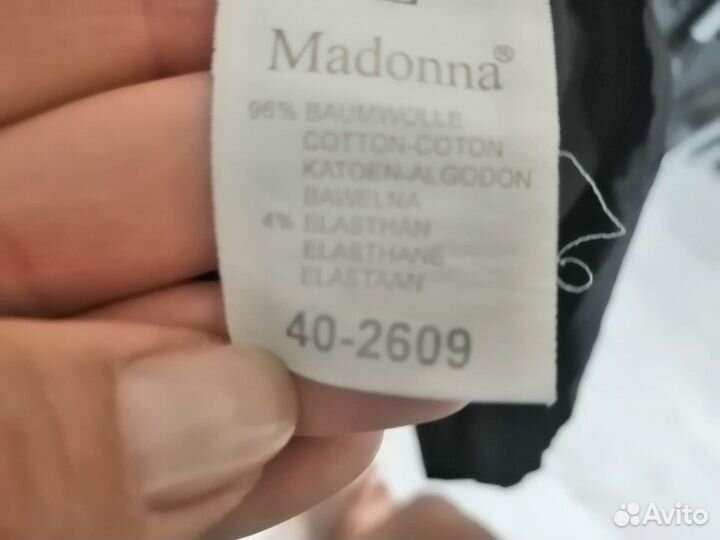 Madonna®
96% BAUMWOLLE
COTTON-COTON
KATOEN-ALGODON
BAWELNA
4% ELASTHAN
ELASTHANE
ELASTAAN
40-2609
Avito